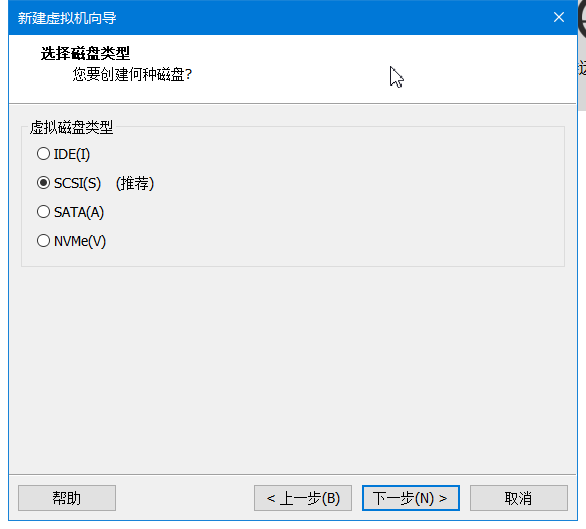 新建虚拟机向导
选择磁盘类型
您要创建何种磁盘?
虚拟磁盘类型
IDE(I)
SCSI(S) (推荐)
SATA(A)
NVMe(V)
帮助 < 上一步(B) 下一步(N) > 取消